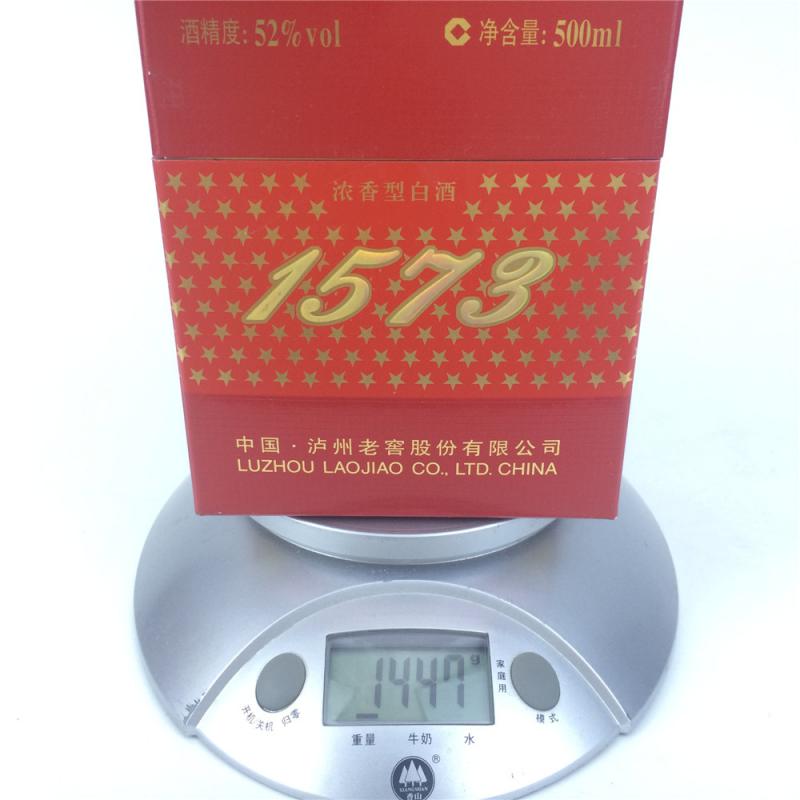 酒精度: 52%vol 净含量: 500ml
浓香型白酒
1573
中国·泸州老窖股份有限公司
LUZHOU LAOJIAO CO., LTD. CHINA
1447 g
家庭用
开机/关机 归零
模式
重量 牛奶 水
®
XIANGSHAN
香山